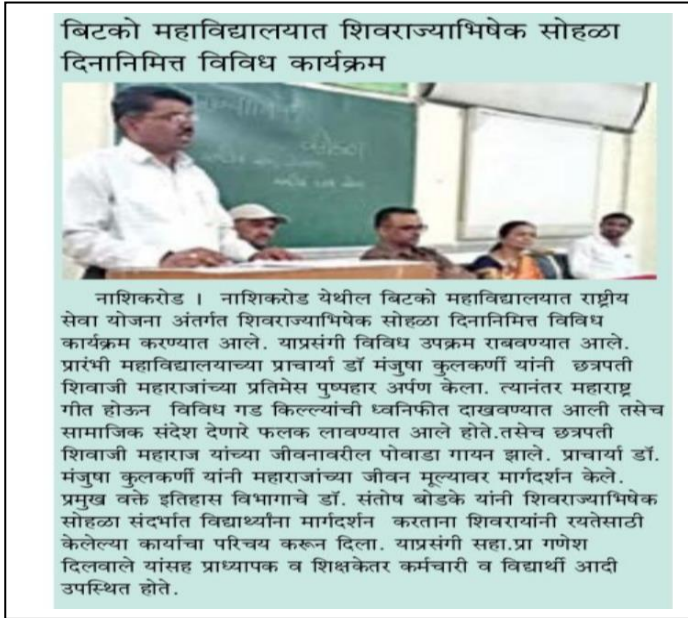 बिटको महाविद्यालयात शिवराज्याभिषेक सोहळा
दिनानिमित्त विविध कार्यक्रम
नाशिकरोड । नाशिकरोड येथील बिटको महाविद्यालयात राष्ट्रीय
सेवा योजना अंतर्गत शिवराज्याभिषेक सोहळा दिनानिमित्त विविध
कार्यक्रम करण्यात आले. याप्रसंगी विविध उपक्रम राबवण्यात आले.
प्रारंभी महाविद्यालयाच्या प्राचार्या डॉ मंजुषा कुलकर्णी यांनी छत्रपती
शिवाजी महाराजांच्या प्रतिमेस पुष्पहार अर्पण केला. त्यानंतर महाराष्ट्र
गीत होऊन विविध गड किल्ल्यांची ध्वनिफीत दाखवण्यात आली तसेच
सामाजिक संदेश देणारे फलक लावण्यात आले होते.तसेच छत्रपती
शिवाजी महाराज यांच्या जीवनावरील पोवाडा गायन झाले. प्राचार्या डॉ.
मंजुषा कुलकर्णी यांनी महाराजांच्या जीवन मूल्यावर मार्गदर्शन केले.
प्रमुख वक्ते इतिहास विभागाचे डॉ. संतोष बोडके यांनी शिवराज्याभिषेक
सोहळा संदर्भात विद्यार्थ्यांना मार्गदर्शन करताना शिवरायांनी रयतेसाठी
केलेल्या कार्याचा परिचय करून दिला. याप्रसंगी सहा.प्रा गणेश
दिलवाले यांसह प्राध्यापक व शिक्षकेतर कर्मचारी व विद्यार्थी आदी
उपस्थित होते.